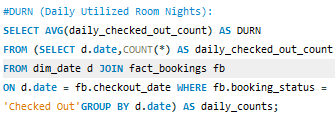 #DURN (Daily Utilized Room Nights):
SELECT AVG(daily_checked_out_count) AS DURN
FROM (SELECT d.date,COUNT(*) AS daily_checked_out_count
FROM dim_date d JOIN fact_bookings fb
ON d.date = fb.checkout_date WHERE fb.booking_status =
'Checked Out'GROUP BY d.date) AS daily_counts;